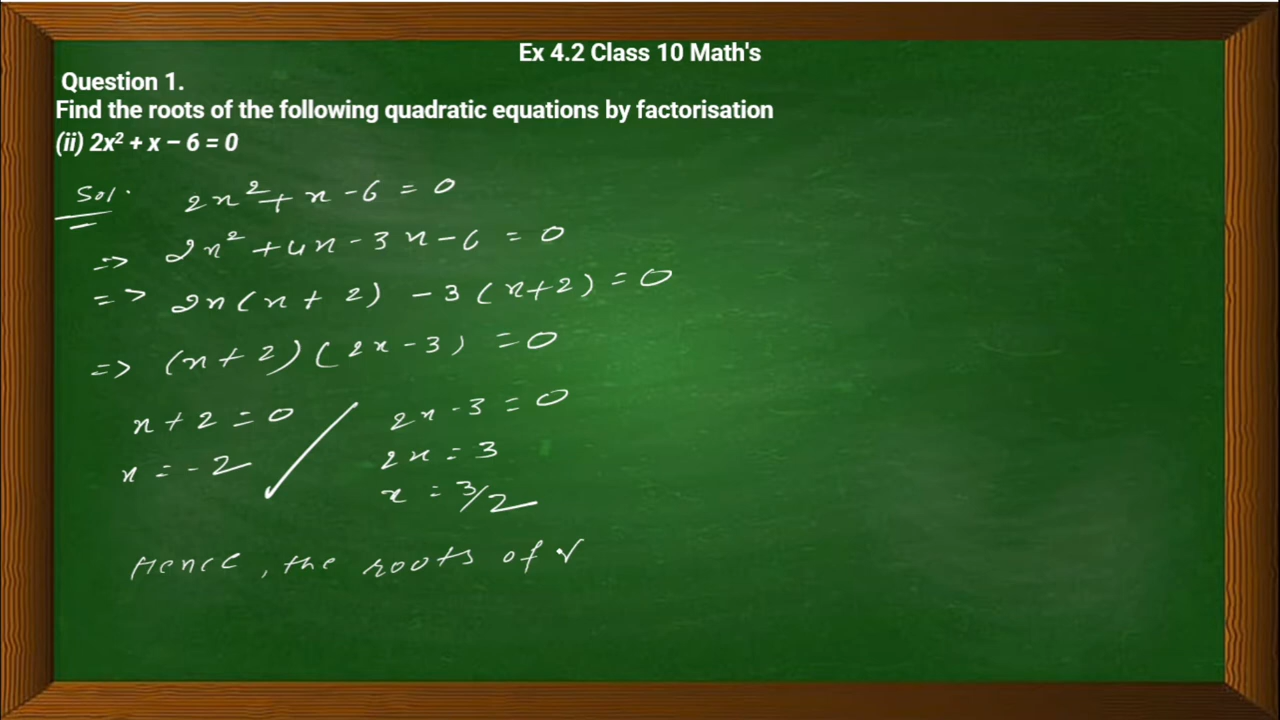 Ex 4.2 Class 10 Math's
Question 1.
Find the roots of the following quadratic equations by factorisation
(ii) 2x² + x – 6 = 0
Sol.
2x² + x - 6 = 0
=> 2x² + 4x - 3x - 6 = 0
=> 2x(x + 2) - 3(x+2) = 0
=> (x + 2)(2x - 3) = 0
x + 2 = 0 2x - 3 = 0
x = -2 2x = 3
x = 3/2
Hence, the roots of